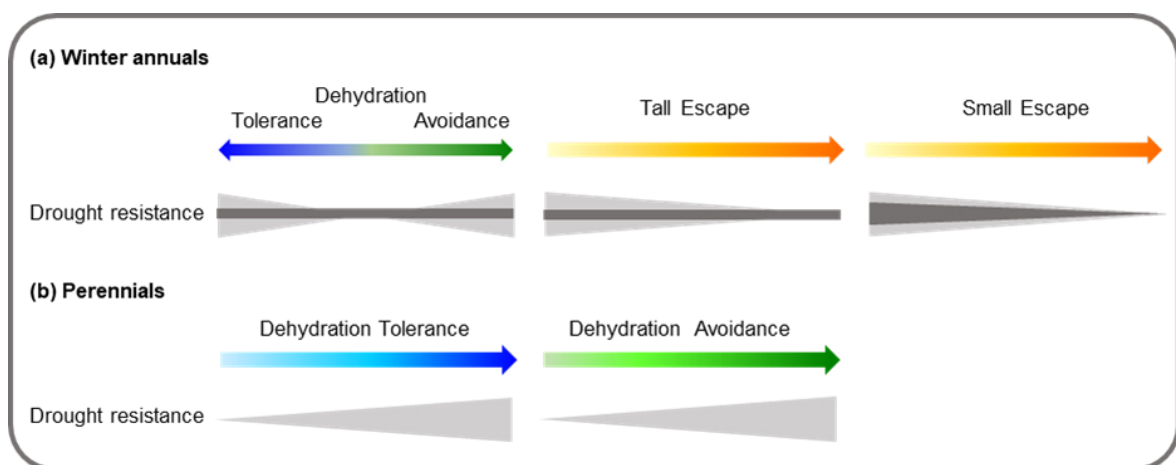 (a) Winter annuals
Dehydration
Tolerance Avoidance
Tall Escape
Small Escape
Drought resistance
(b) Perennials
Dehydration Tolerance
Dehydration Avoidance
Drought resistance